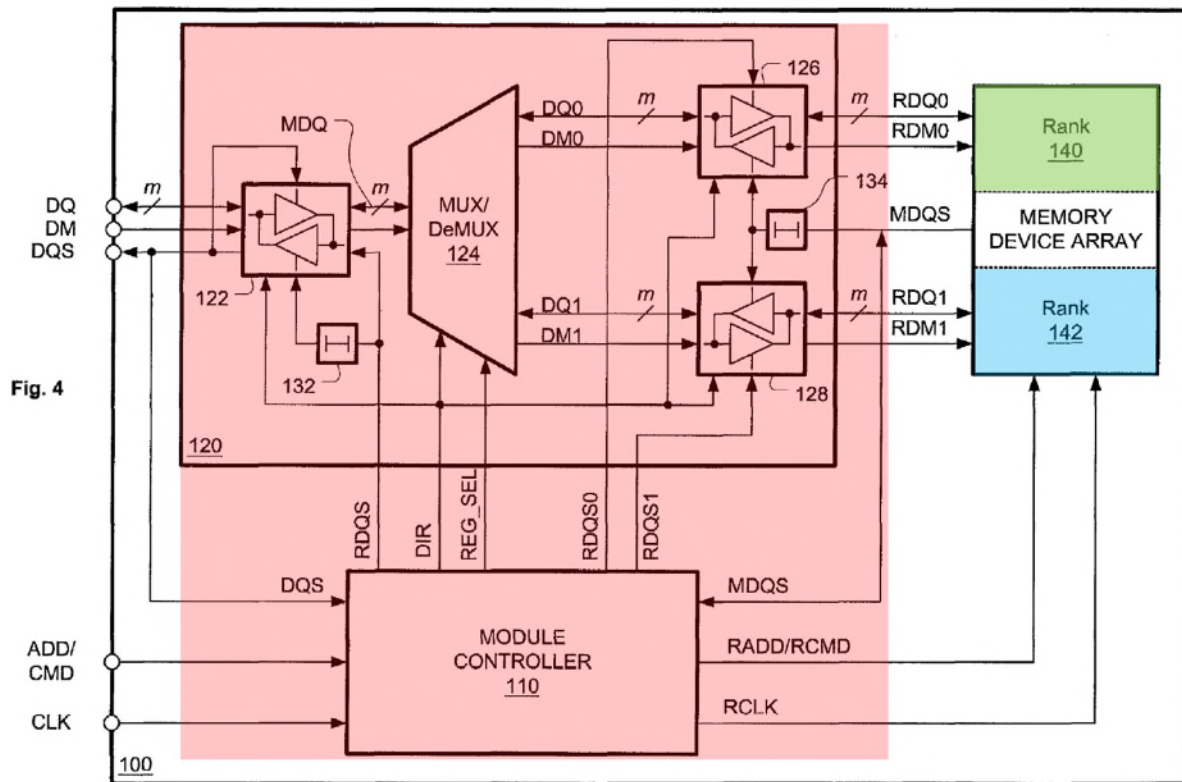 126
m
DQ0
m
RDQ0
MDQ
DM0
RDM0
Rank
140
m
m
134
DQ
MUX/
DeMUX
124
MDQS
MEMORY
DEVICE ARRAY
DM
DQS
122
DQ1
m
m
RDQ1
DM1
RDM1
Rank
142
132
128
Fig. 4
120
RDQS
DIR
REG_SEL
RDQS0
RDQS1
DQS
MDQS
ADD/
CMD
MODULE
CONTROLLER
110
RADD/RCMD
CLK
RCLK
100